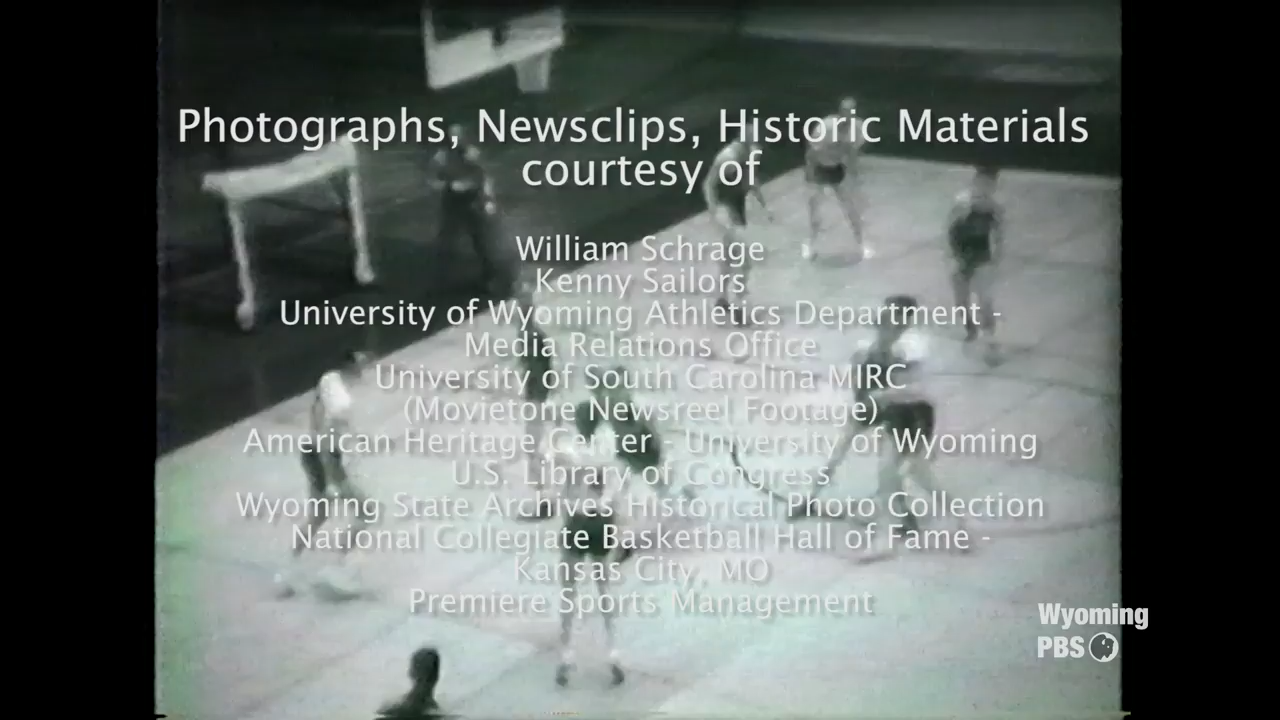 Photographs, Newsclips, Historic Materials
courtesy of
William Schrage
Kenny Sailors
University of Wyoming Athletics Department -
Media Relations Office
University of South Carolina MIRC
(Movietone Newsreel Footage)
American Heritage Center - University of Wyoming
U.S. Library of Congress
Wyoming State Archives Historical Photo Collection
National Collegiate Basketball Hall of Fame -
Kansas City, MO
Premiere Sports Management
Wyoming
PBS